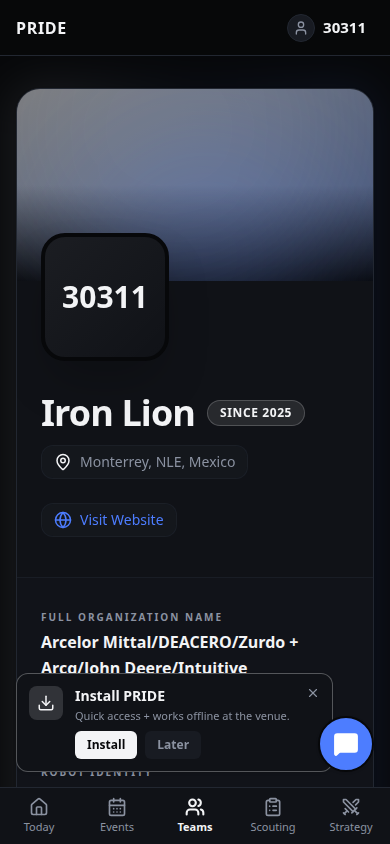 PRIDE
30311
30311
Iron Lion
SINCE 2025
Monterrey, NLE, Mexico
Visit Website
FULL ORGANIZATION NAME
Arcelor Mittal/DEACERO/Zurdo +
Arcq/John Deere/Intuitive
Install PRIDE
Quick access + works offline at the venue.
Install
Later
ROBOT IDENTITY
Today
Events
Teams
Scouting
Strategy